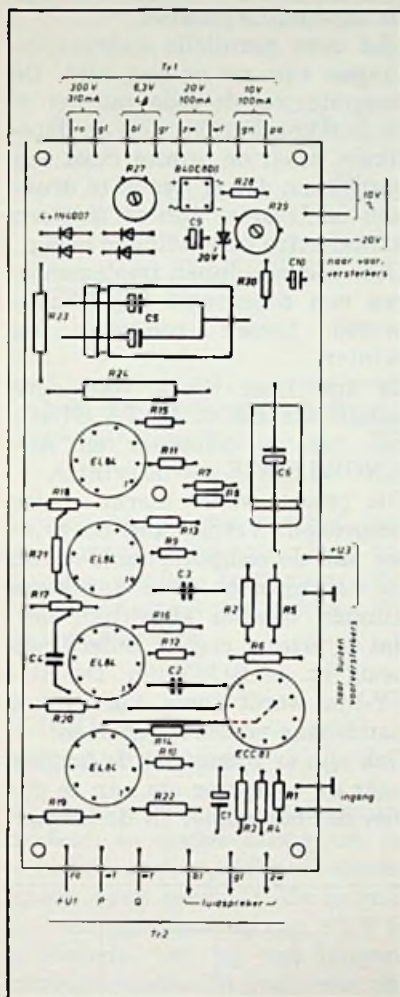 Tr1
300V 6,3V 20V 10V
310mA 4A 100mA 100mA
ro gl bl gr zw wt gn pa
R27
B40C800
R28
R29
10V
4x1N4007
C9
20V
-20V
R30
C10
naar voor-
versterkers
R23
C5
R24
R15
EL84
R11
R7
R8
C6
R18
R13
EL84
R9
R21
C3
+U3
R17
R16
R2
R5
EL84
R12
R6
C4
C2
naar buizen
voorversterkers
R20
R14
ECC81
R10
EL84
R19
R22
C1
R3
R4
R1
ingang
ro wt wt bl gl zw
+U1 P Q luidspreker
Tr2